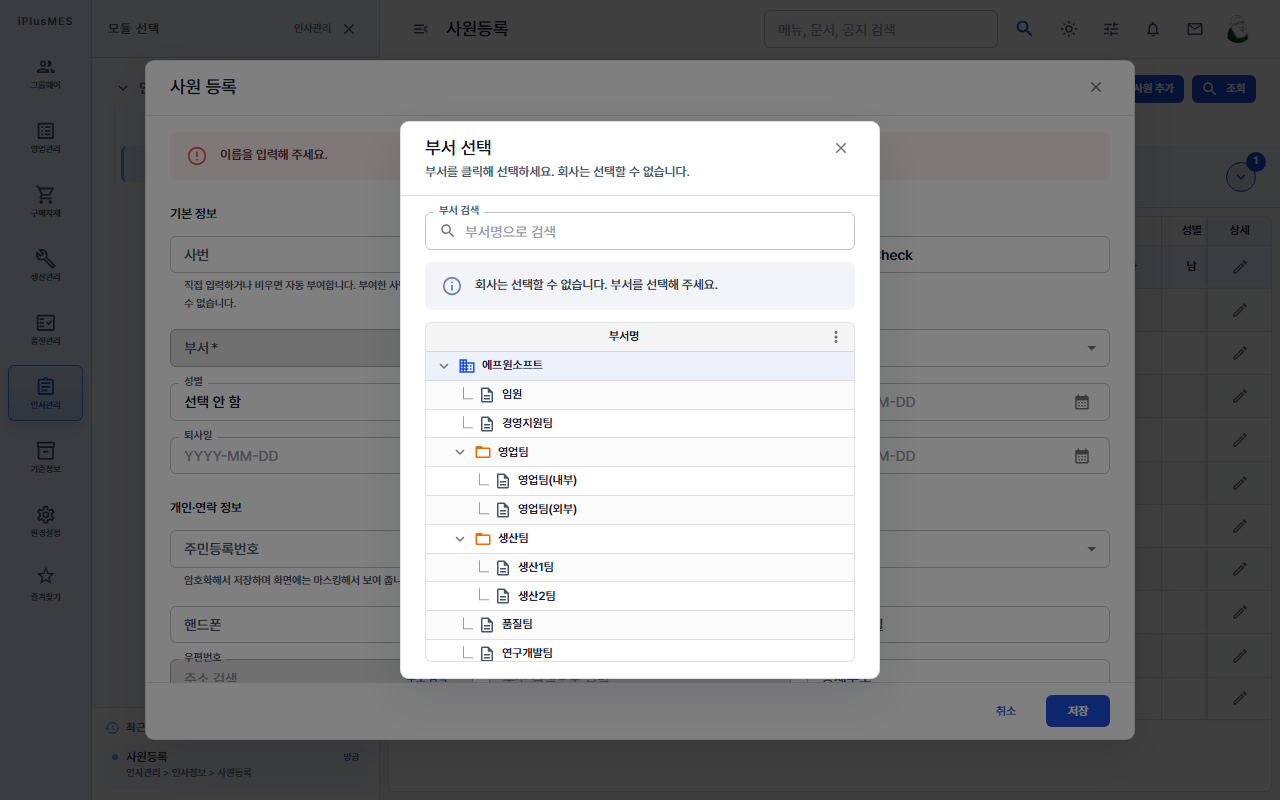 iPlusMES
모듈 선택
인사관리
사원등록
메뉴, 문서, 공지 검색
그룹웨어
영업관리
구매자재
생산관리
품질관리
인사관리
기준정보
환경설정
즐겨찾기
사원 등록
사원 추가
조회
이름을 입력해 주세요.
1
기본 정보
사번
직접 입력하거나 비우면 자동 부여합니다. 부여한
수 없습니다.
Check
성별
상세
남
부서 *
성별
선택 안 함
M-DD
퇴사일
YYYY-MM-DD
M-DD
개인·연락 정보
주민등록번호
암호화해서 저장하며 화면에는 마스킹해서 보여
핸드폰
우편번호
주소 검색
취소
저장
최근
사원등록
방금
인사관리 > 인사정보 > 사원등록
부서 선택
부서를 클릭해 선택하세요. 회사는 선택할 수 없습니다.
부서 검색
부서명으로 검색
회사는 선택할 수 없습니다. 부서를 선택해 주세요.
부서명
에프원소프트
임원
경영지원팀
영업팀
영업팀(내부)
영업팀(외부)
생산팀
생산1팀
생산2팀
품질팀
연구개발팀